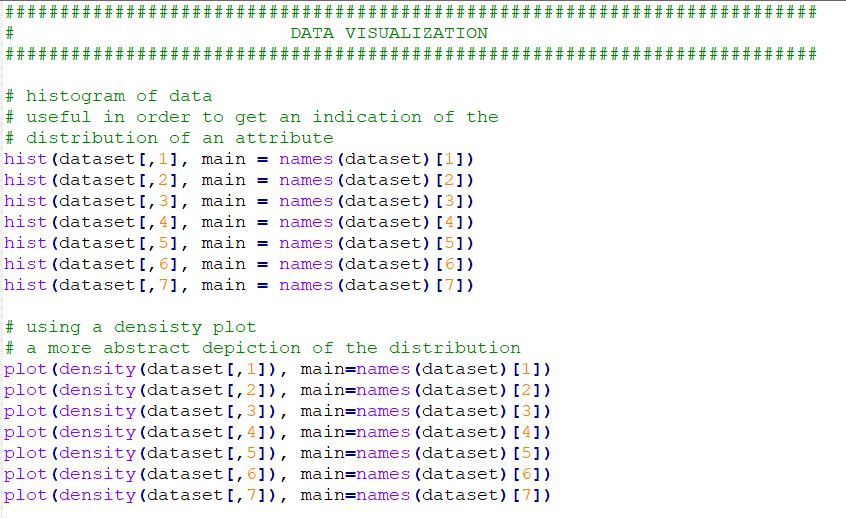 ##########################################################################
#                          DATA VISUALIZATION
##########################################################################
# histogram of data
# useful in order to get an indication of the
# distribution of an attribute
hist(dataset[,1], main = names(dataset)[1])
hist(dataset[,2], main = names(dataset)[2])
hist(dataset[,3], main = names(dataset)[3])
hist(dataset[,4], main = names(dataset)[4])
hist(dataset[,5], main = names(dataset)[5])
hist(dataset[,6], main = names(dataset)[6])
hist(dataset[,7], main = names(dataset)[7])
# using a densisty plot
# a more abstract depiction of the distribution
plot(density(dataset[,1]), main=names(dataset)[1])
plot(density(dataset[,2]), main=names(dataset)[2])
plot(density(dataset[,3]), main=names(dataset)[3])
plot(density(dataset[,4]), main=names(dataset)[4])
plot(density(dataset[,5]), main=names(dataset)[5])
plot(density(dataset[,6]), main=names(dataset)[6])
plot(density(dataset[,7]), main=names(dataset)[7])